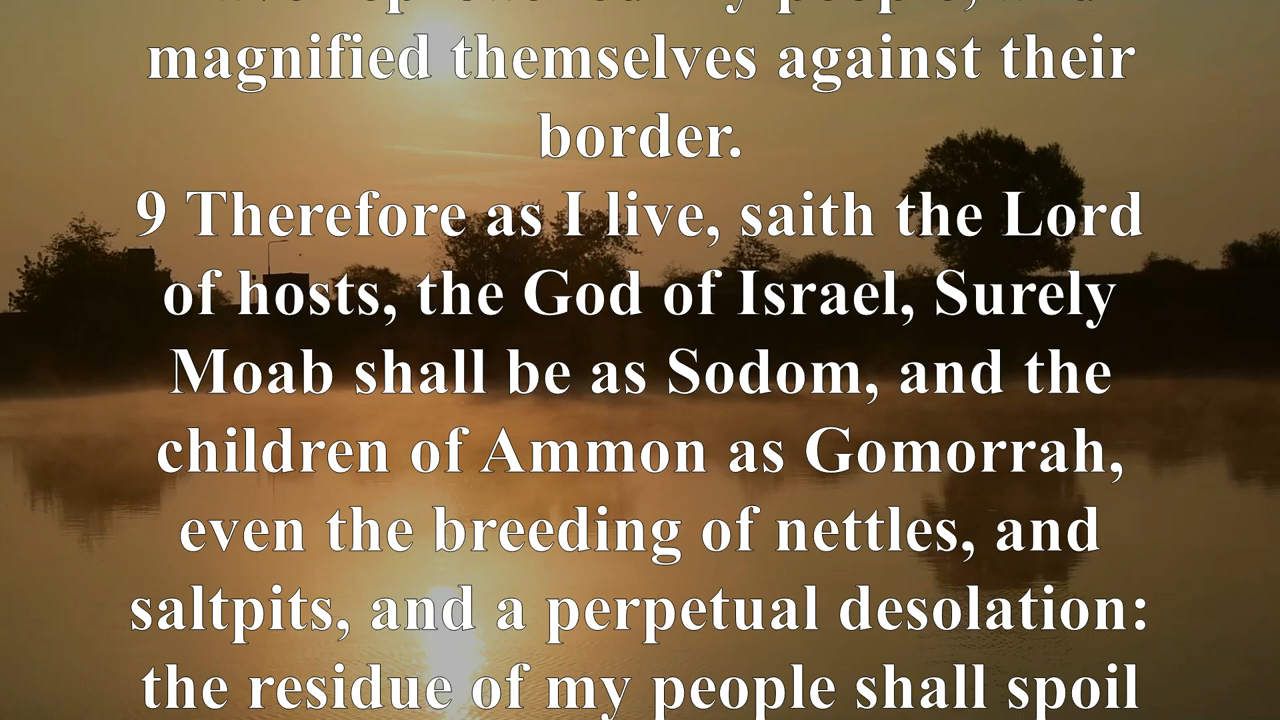 my people,
magnified themselves against their
border.
9 Therefore as I live, saith the Lord
of hosts, the God of Israel, Surely
Moab shall be as Sodom, and the
children of Ammon as Gomorrah,
even the breeding of nettles, and
saltpits, and a perpetual desolation:
the residue of my people shall spoil